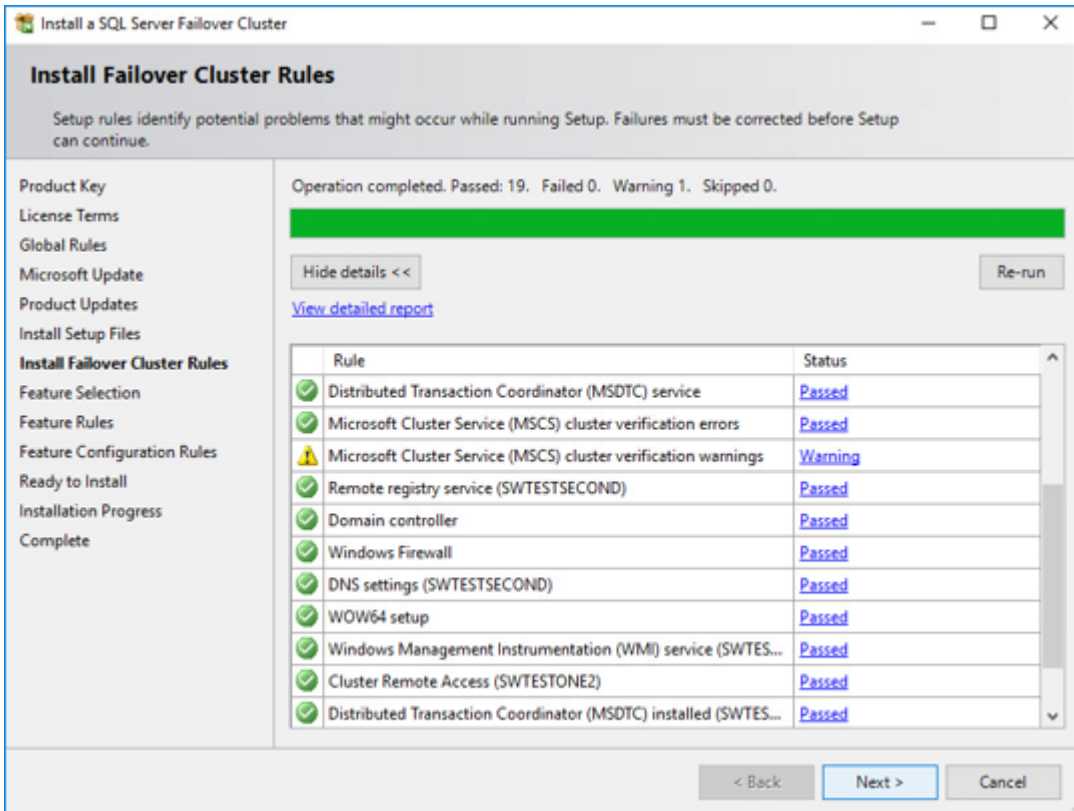 Install a SQL Server Failover Cluster
Install Failover Cluster Rules
Setup rules identify potential problems that might occur while running Setup. Failures must be corrected before Setup
can continue.
Product Key
License Terms
Global Rules
Microsoft Update
Product Updates
Install Setup Files
Install Failover Cluster Rules
Feature Selection
Feature Rules
Feature Configuration Rules
Ready to Install
Installation Progress
Complete
Operation completed. Passed: 19. Failed 0. Warning 1. Skipped 0.
Hide details <<
Re-run
View detailed report
Rule Status
Distributed Transaction Coordinator (MSDTC) service Passed
Microsoft Cluster Service (MSCS) cluster verification errors Passed
Microsoft Cluster Service (MSCS) cluster verification warnings Warning
Remote registry service (SWTESTSECOND) Passed
Domain controller Passed
Windows Firewall Passed
DNS settings (SWTESTSECOND) Passed
WOW64 setup Passed
Windows Management Instrumentation (WMI) service (SWTES... Passed
Cluster Remote Access (SWTESTONE2) Passed
Distributed Transaction Coordinator (MSDTC) installed (SWTES... Passed
< Back Next > Cancel